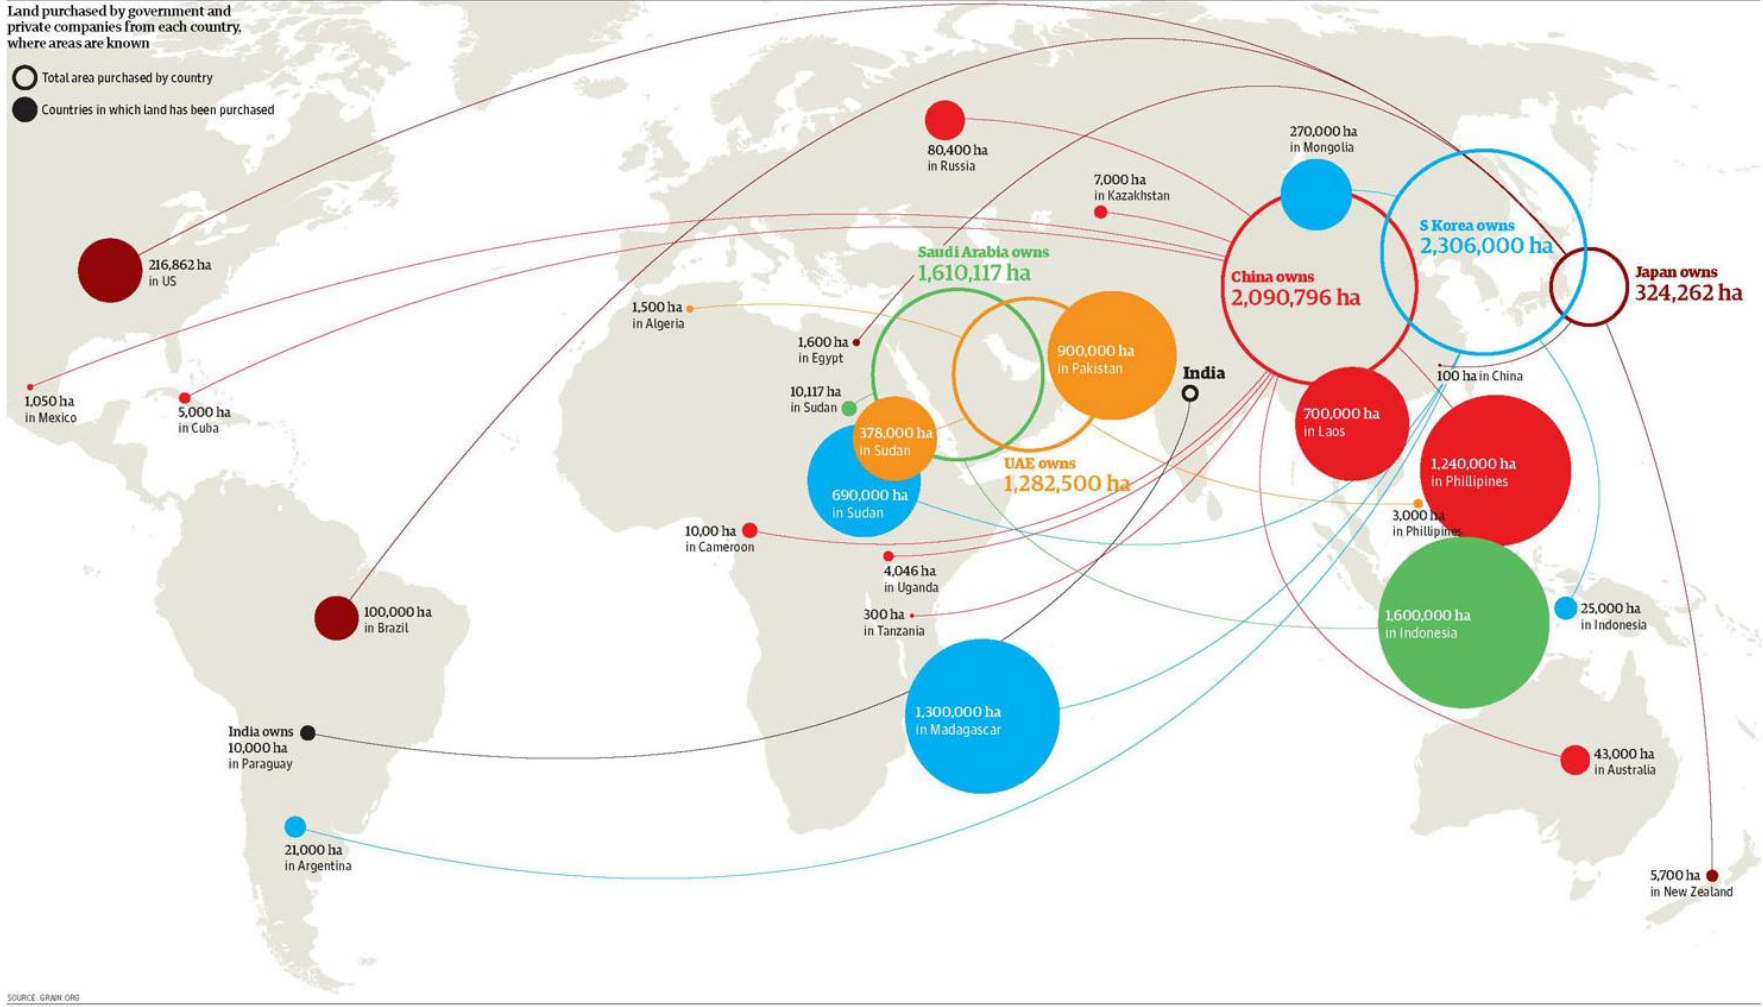 Land purchased by government and
private companies from each country,
where areas are known
Total area purchased by country
Countries in which land has been purchased
216,862 ha
in US
1,050 ha
in Mexico
5,000 ha
in Cuba
100,000 ha
in Brazil
India owns
10,000 ha
in Paraguay
21,000 ha
in Argentina
80,400 ha
in Russia
7,000 ha
in Kazakhstan
270,000 ha
in Mongolia
S Korea owns
2,306,000 ha
China owns
2,090,796 ha
Japan owns
324,262 ha
Saudi Arabia owns
1,610,117 ha
1,500 ha
in Algeria
1,600 ha
in Egypt
10,117 ha
in Sudan
378,000 ha
in Sudan
690,000 ha
in Sudan
900,000 ha
in Pakistan
India
UAE owns
1,282,500 ha
100 ha in China
700,000 ha
in Laos
1,240,000 ha
in Phillipines
3,000 ha
in Phillipines
10,00 ha
in Cameroon
4,046 ha
in Uganda
300 ha
in Tanzania
1,600,000 ha
in Indonesia
25,000 ha
in Indonesia
1,300,000 ha
in Madagascar
43,000 ha
in Australia
5,700 ha
in New Zealand
SOURCE: GRAIN.ORG